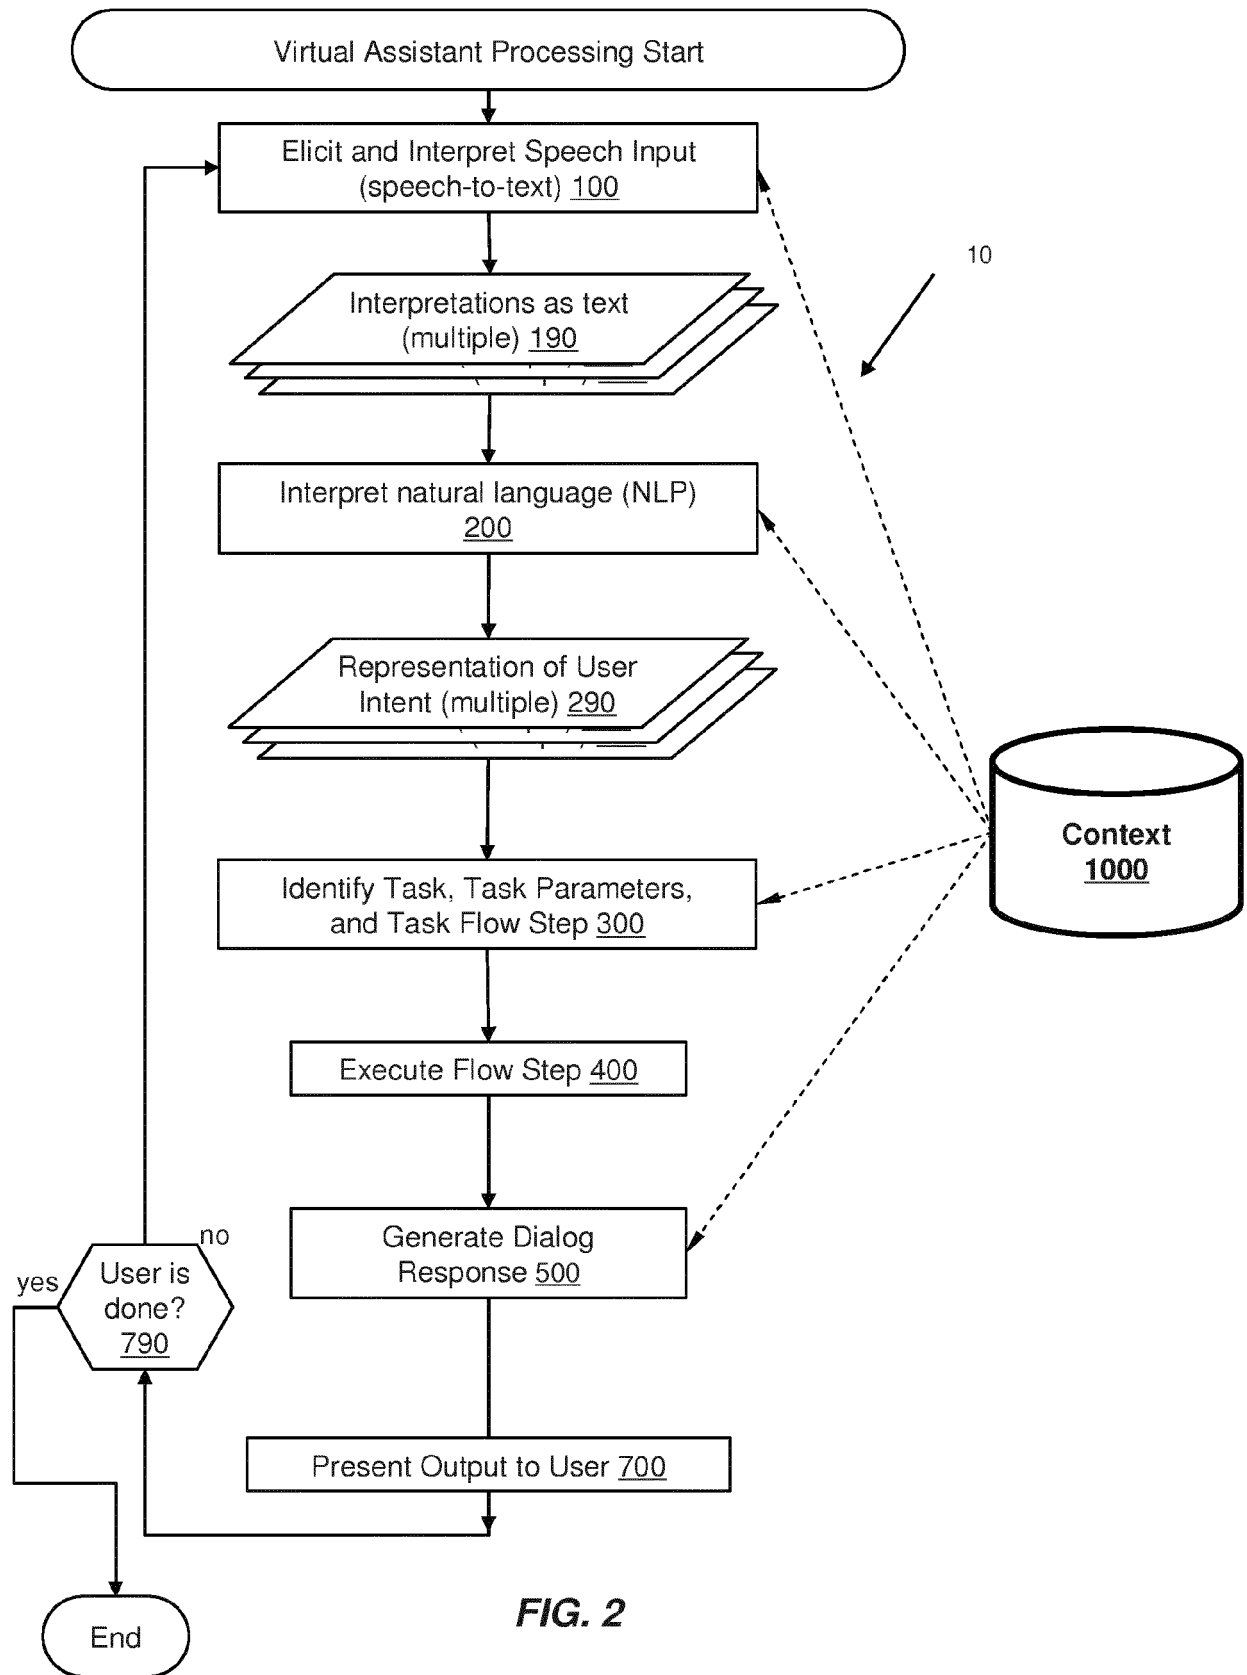 Virtual Assistant Processing Start
Elicit and Interpret Speech Input
(speech-to-text) 100
10
Interpretations as text
(multiple) 190
Interpret natural language (NLP)
200
Representation of User
Intent (multiple) 290
Context
1000
Identify Task, Task Parameters,
and Task Flow Step 300
Execute Flow Step 400
Generate Dialog
Response 500
no
yes
User is
done?
790
Present Output to User 700
End
FIG. 2